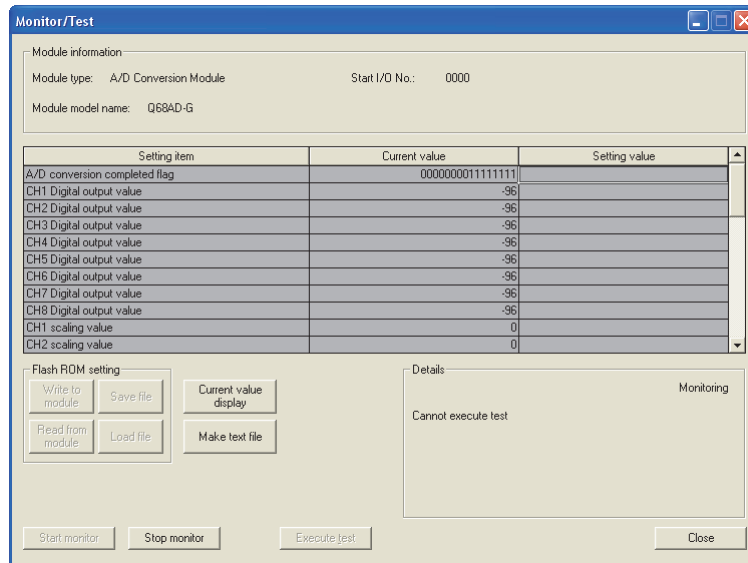 Monitor/Test
Module information
Module type: A/D Conversion Module Start I/O No.: 0000
Module model name: Q68AD-G
Setting item Current value Setting value
A/D conversion completed flag 0000000011111111
CH1 Digital output value -96
CH2 Digital output value -96
CH3 Digital output value -96
CH4 Digital output value -96
CH5 Digital output value -96
CH6 Digital output value -96
CH7 Digital output value -96
CH8 Digital output value -96
CH1 scaling value 0
CH2 scaling value 0
Flash ROM setting
Write to module
Save file
Current value display
Read from module
Load file
Make text file
Details
Monitoring
Cannot execute test
Start monitor Stop monitor Execute test Close